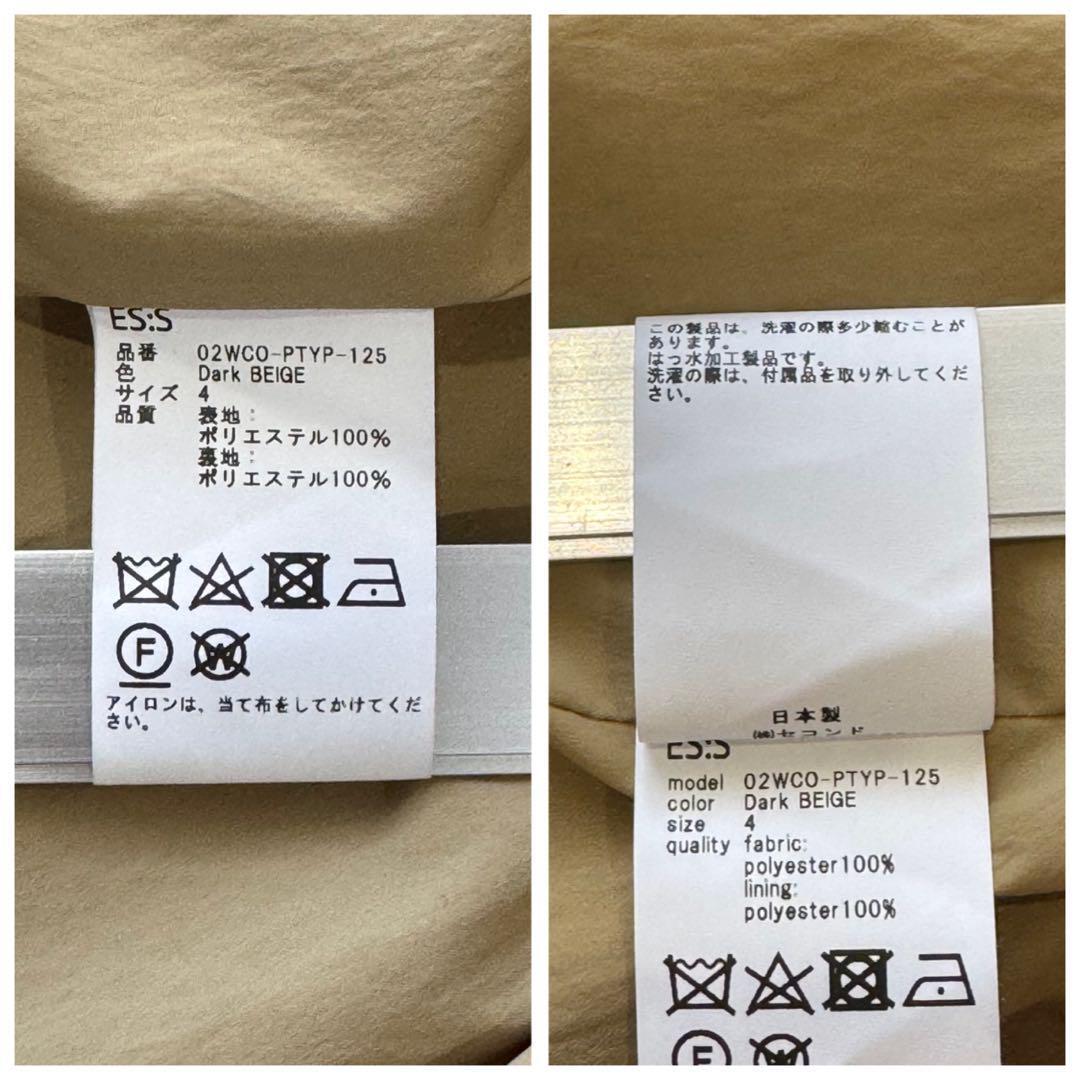 ES:S
品番 02WCO-PTYP-125
色 Dark BEIGE
サイズ 4
品質 表地:
ポリエステル100%
裏地:
ポリエステル100%
F
W
アイロンは、当て布をしてかけてくだ
さい。
この製品は、洗濯の際多少縮むことが
あります。
はっ水加工製品です。
洗濯の際は、付属品を取り外してくだ
さい。
日本製
ES:S
model 02WCO-PTYP-125
color Dark BEIGE
size 4
quality fabric:
polyester100%
lining:
polyester100%
F
W